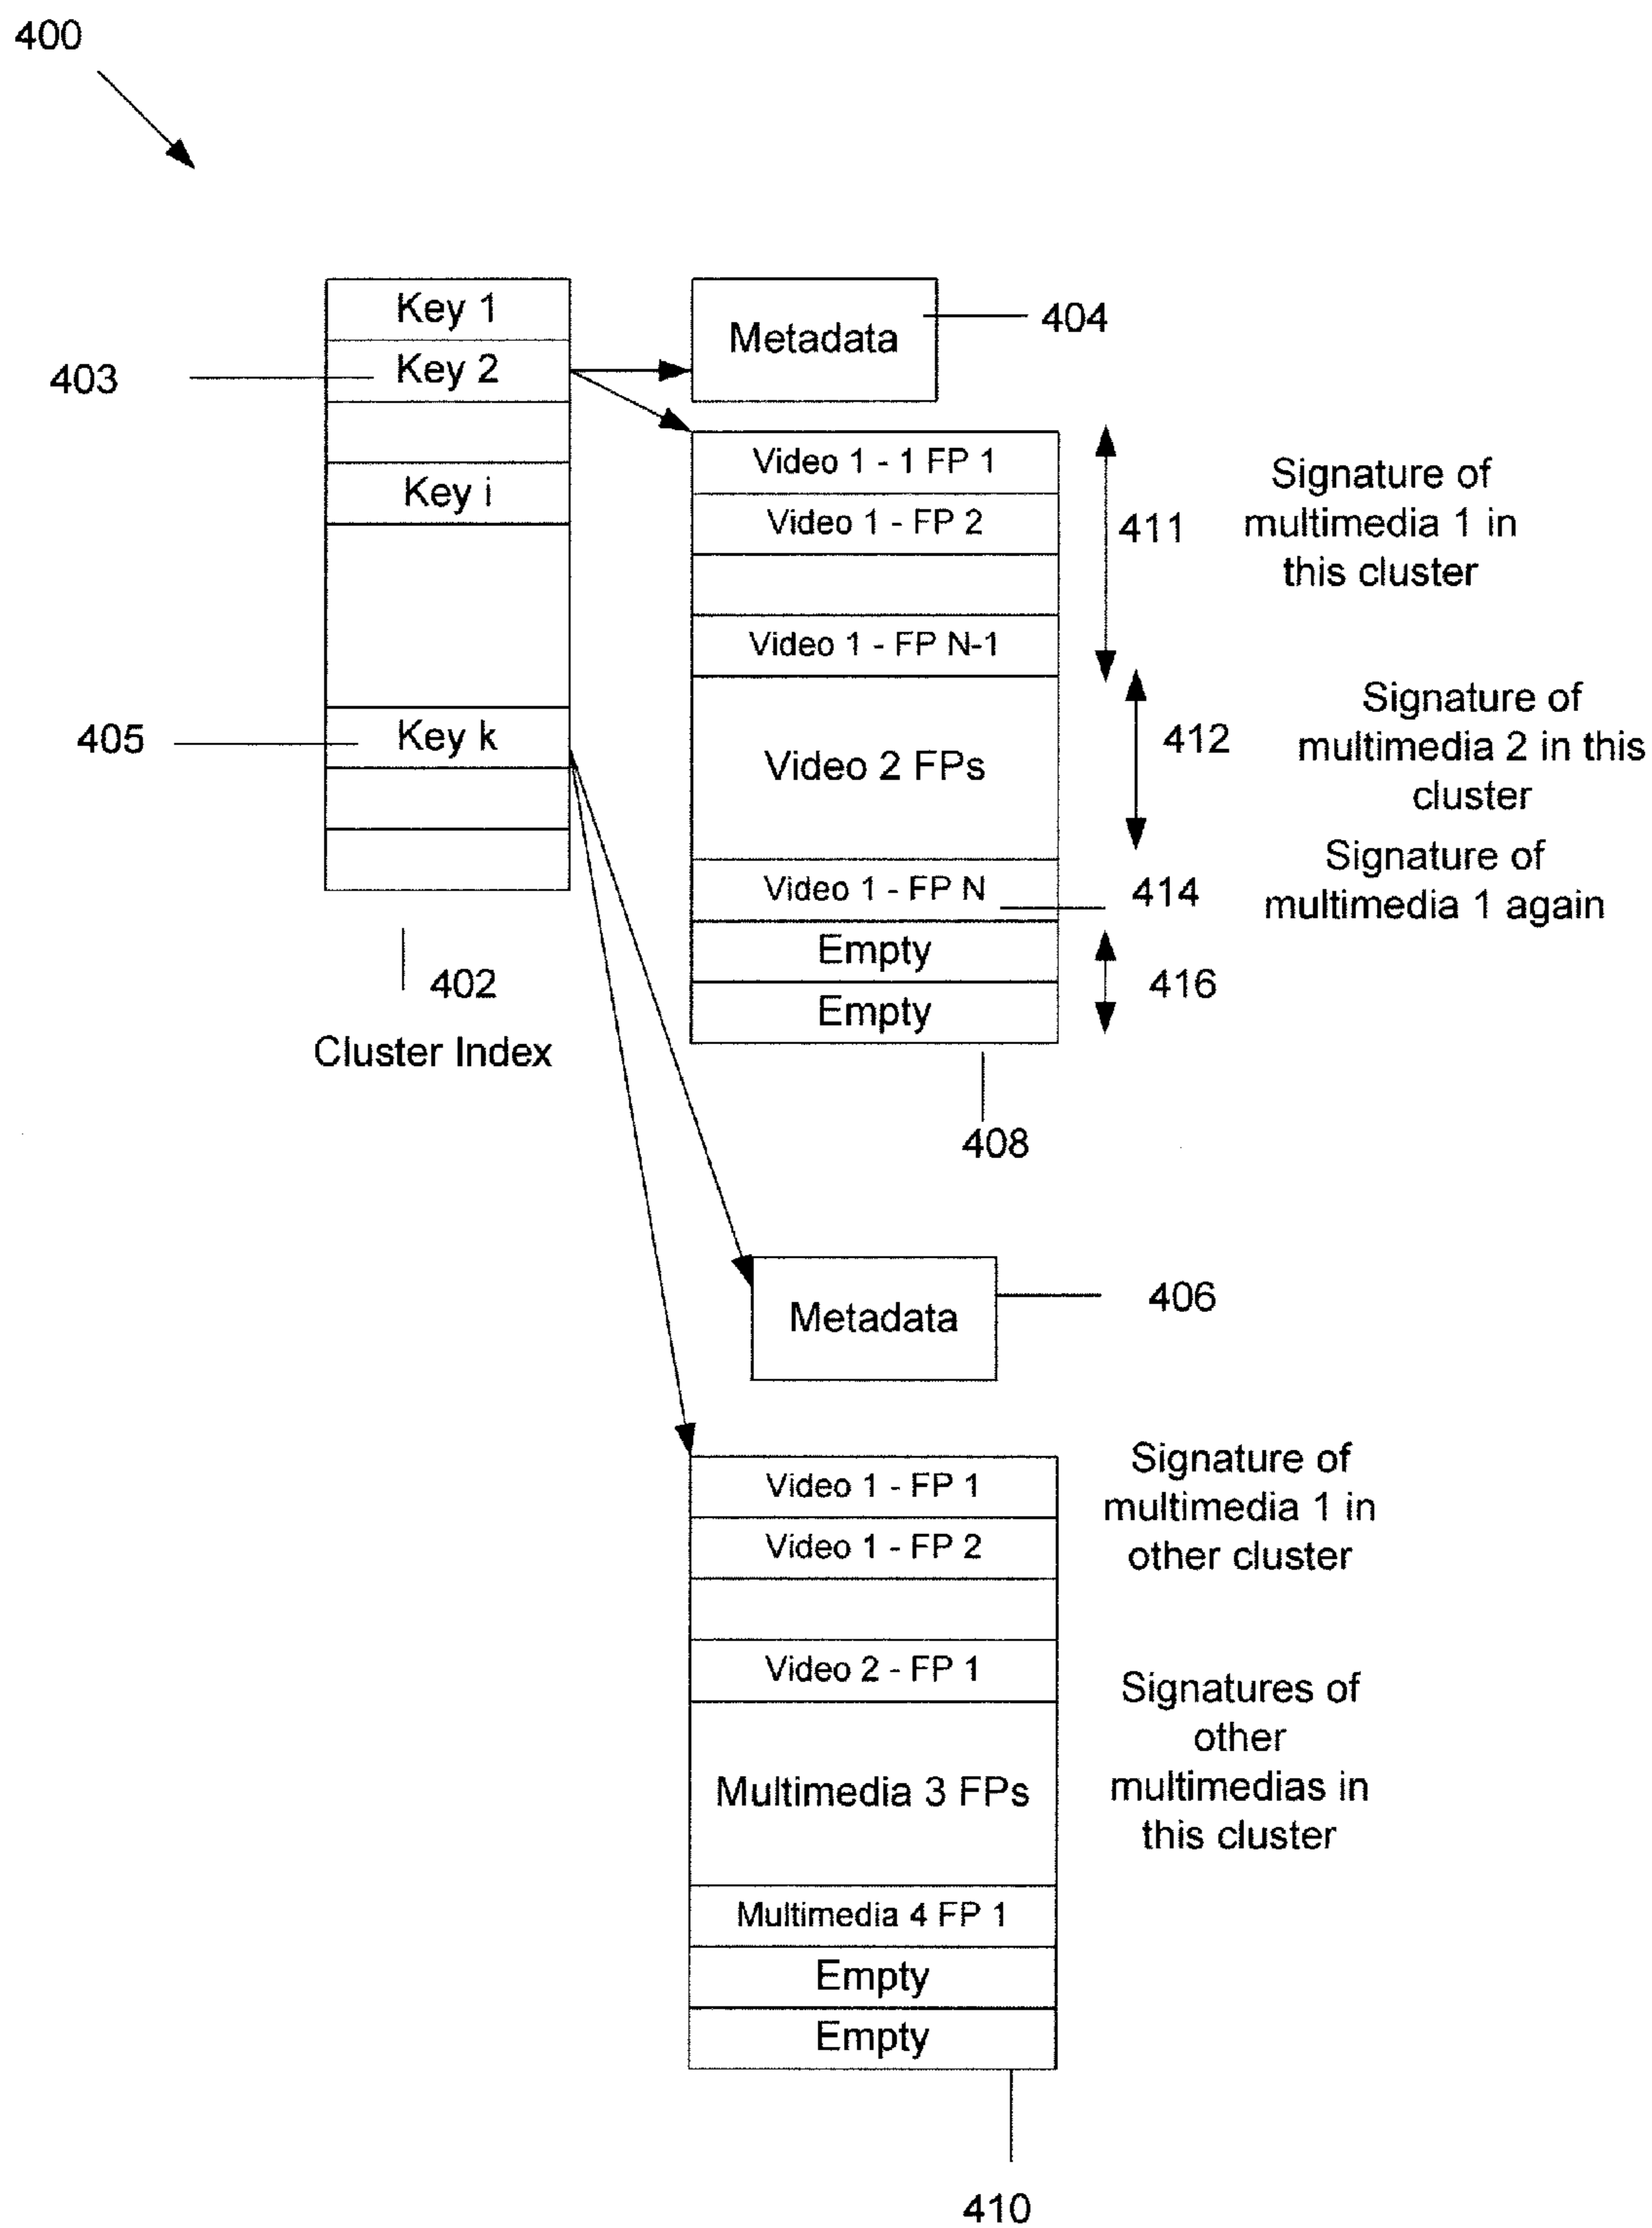 400
Key 1
403
Key 2
Key i
405
Key k
402
Cluster Index
Metadata
404
Video 1 - 1 FP 1
Video 1 - FP 2
Video 1 - FP N-1
411
Signature of
multimedia 1 in
this cluster
Video 2 FPs
412
Signature of
multimedia 2 in this
cluster
Video 1 - FP N
414
Signature of
multimedia 1 again
Empty
Empty
416
408
Metadata
406
Video 1 - FP 1
Video 1 - FP 2
Signature of
multimedia 1 in
other cluster
Video 2 - FP 1
Multimedia 3 FPs
Signatures of
other
multimedias in
this cluster
Multimedia 4 FP 1
Empty
Empty
410